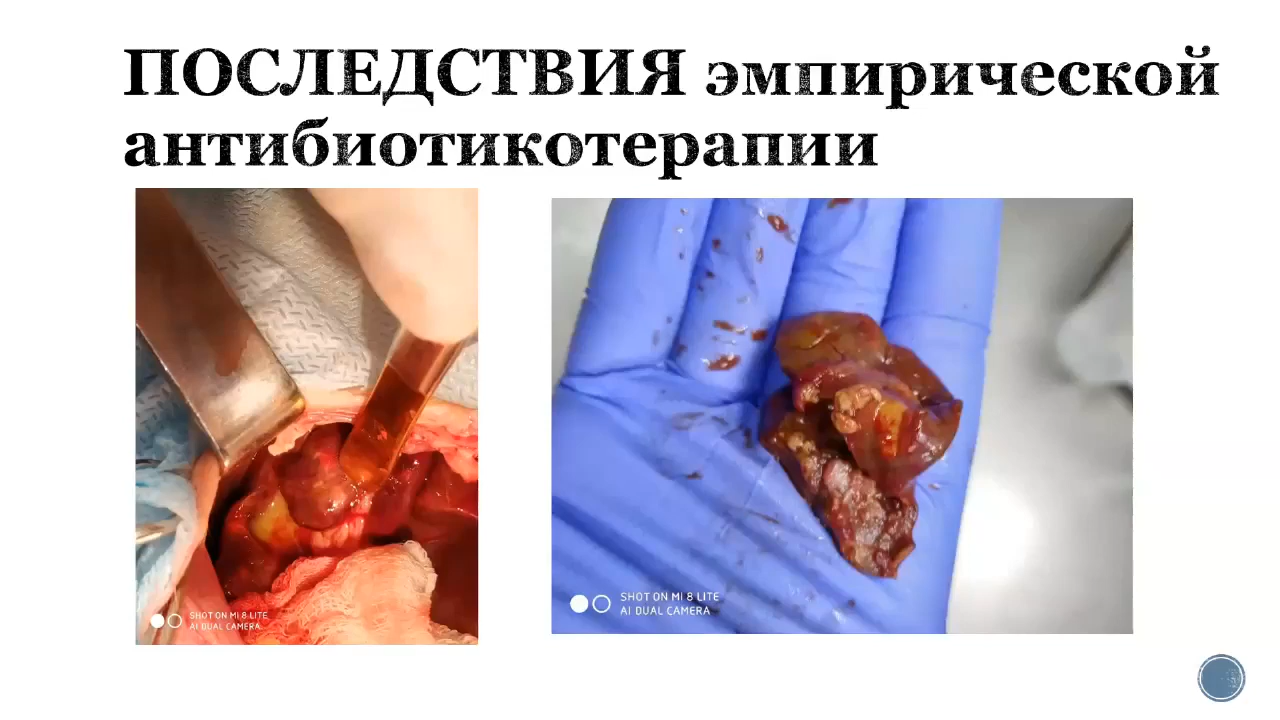 ПОСЛЕДСТВИЯ эмпирической
антибиотикотерапии
SHOT ON MI 8 LITE
AI DUAL CAMERA
SHOT ON MI 8 LITE
AI DUAL CAMERA